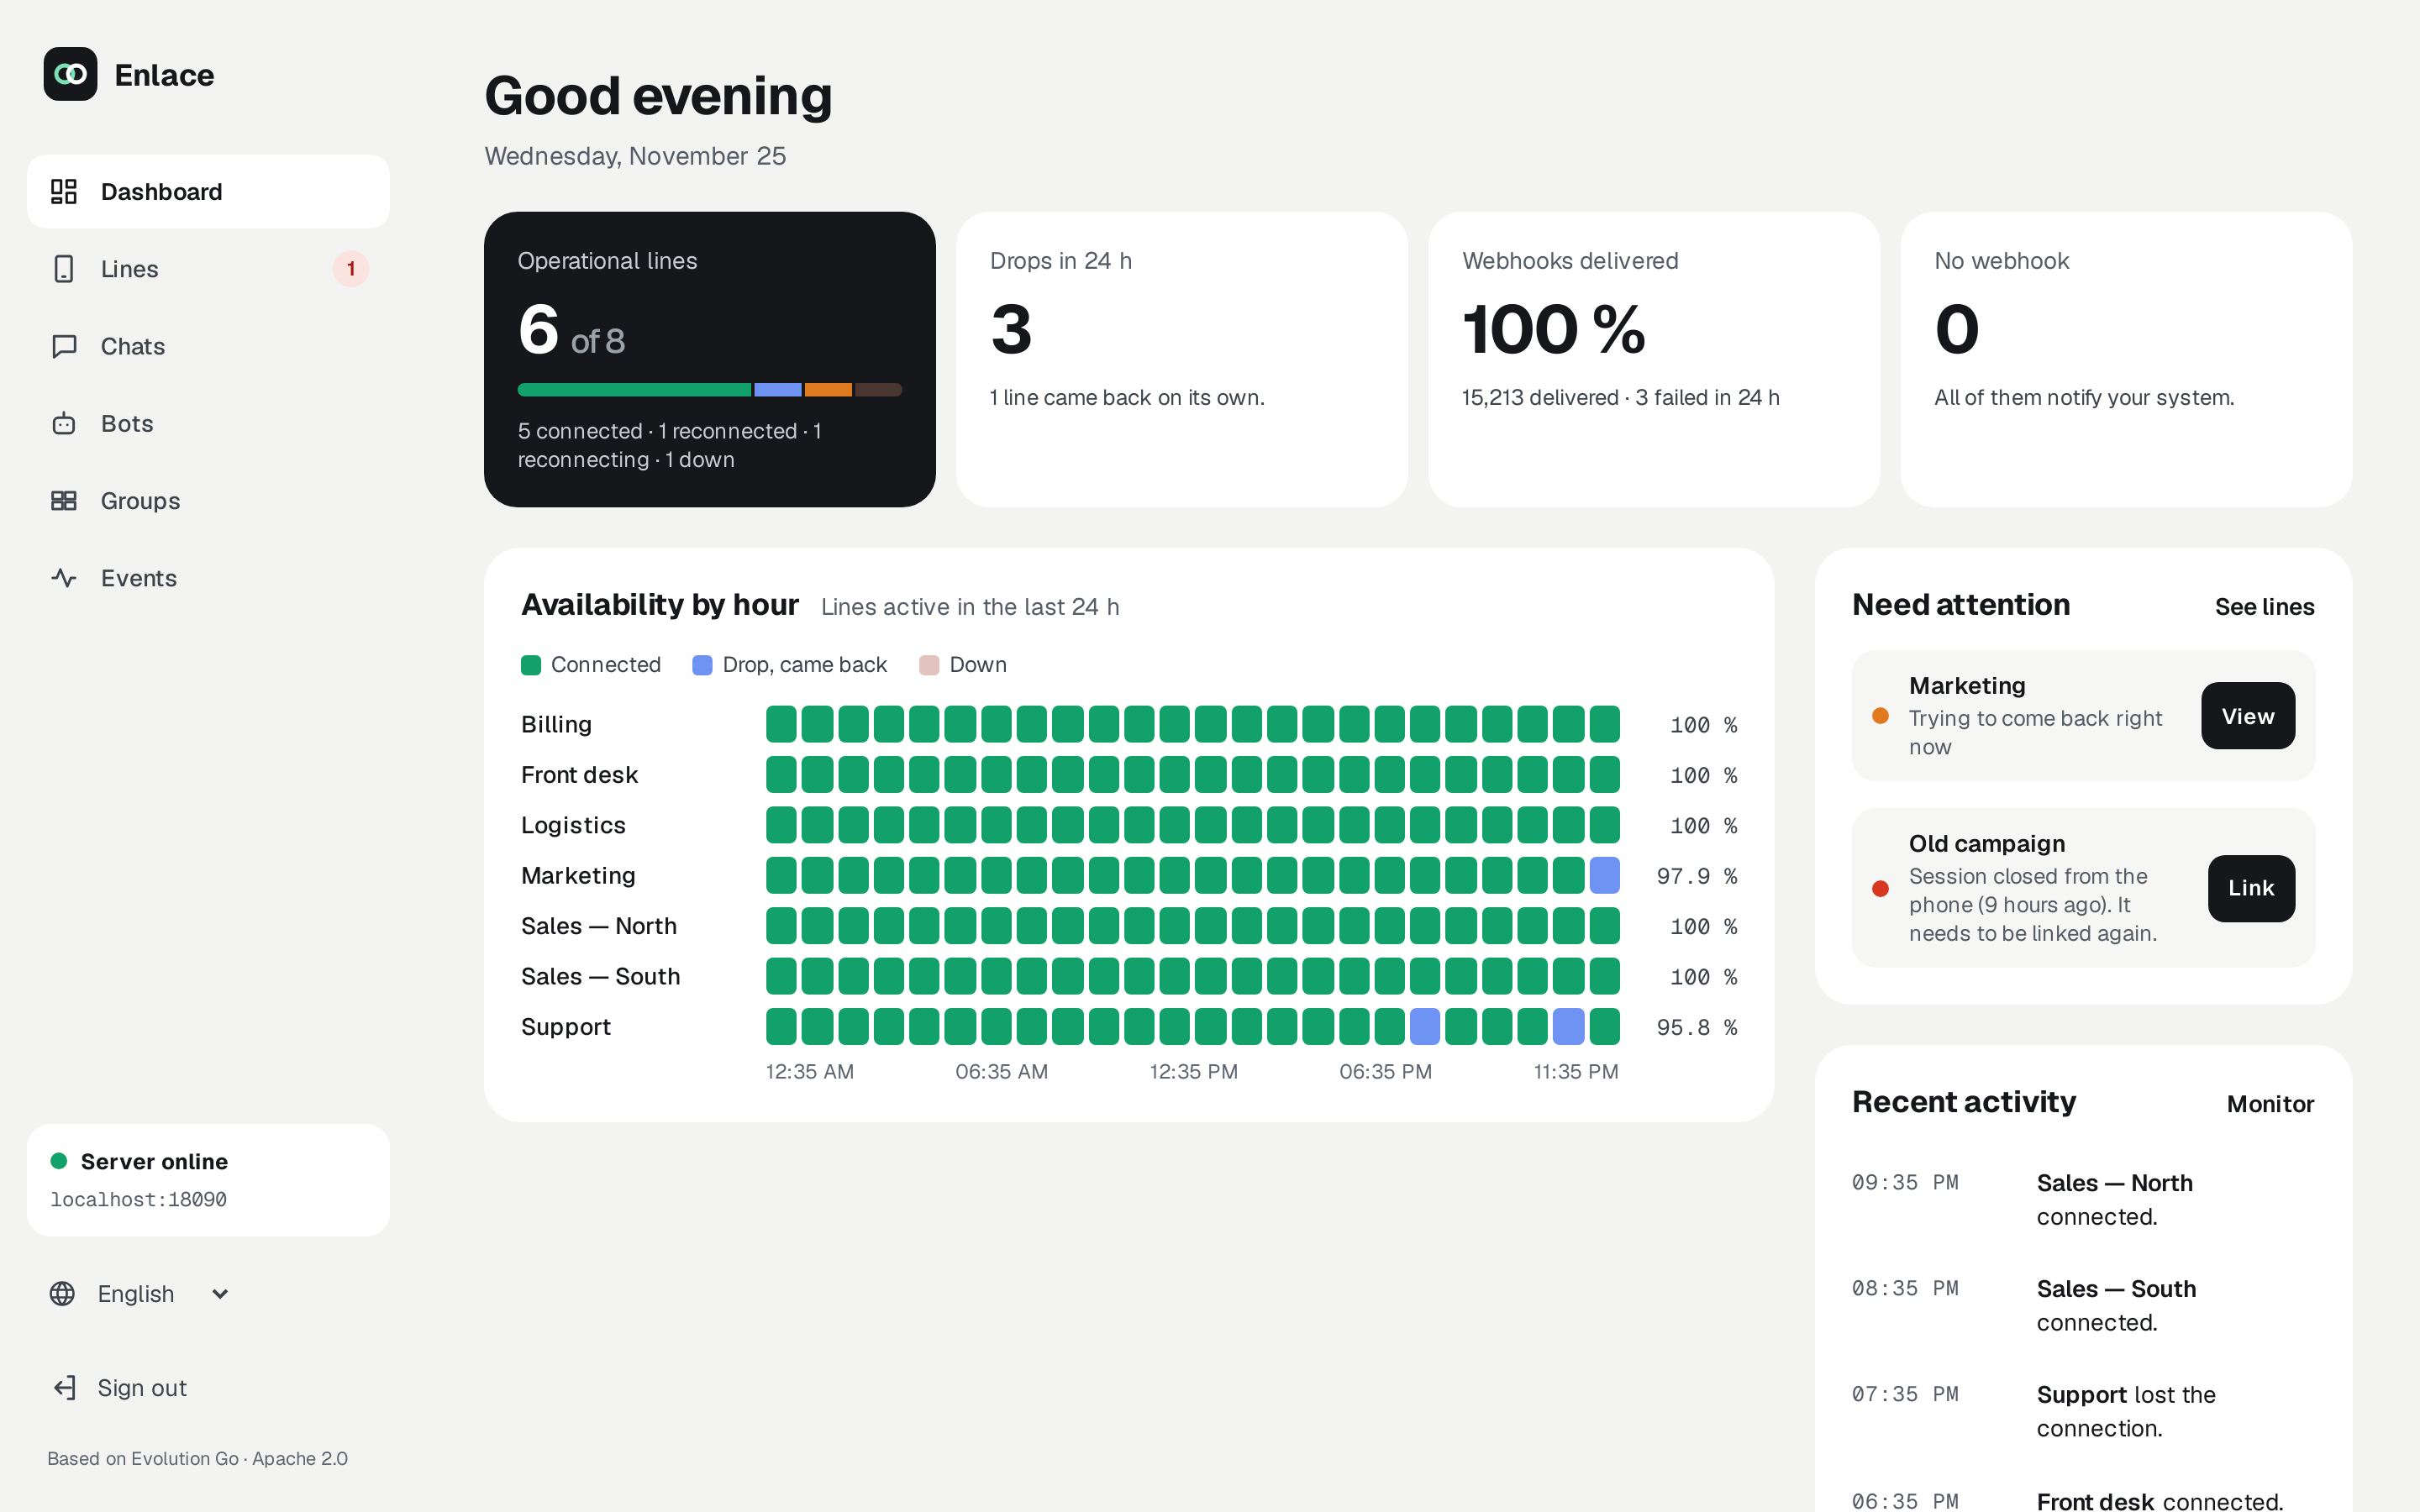 Enlace
Dashboard
Lines
1
Chats
Bots
Groups
Events
Server online
localhost:18090
English
Sign out
Based on Evolution Go · Apache 2.0
Good evening
Wednesday, November 25
Operational lines
6 of 8
5 connected · 1 reconnected · 1
reconnecting · 1 down
Drops in 24 h
3
1 line came back on its own.
Webhooks delivered
100 %
15,213 delivered · 3 failed in 24 h
No webhook
0
All of them notify your system.
Availability by hour Lines active in the last 24 h
Connected Drop, came back Down
Billing 100 %
Front desk 100 %
Logistics 100 %
Marketing 97.9 %
Sales — North 100 %
Sales — South 100 %
Support 95.8 %
12:35 AM 06:35 AM 12:35 PM 06:35 PM 11:35 PM
Need attention See lines
Marketing
Trying to come back right
now
View
Old campaign
Session closed from the
phone (9 hours ago). It
needs to be linked again.
Link
Recent activity Monitor
09:35 PM Sales — North
connected.
08:35 PM Sales — South
connected.
07:35 PM Support lost the
connection.
06:35 PM Front desk connected.